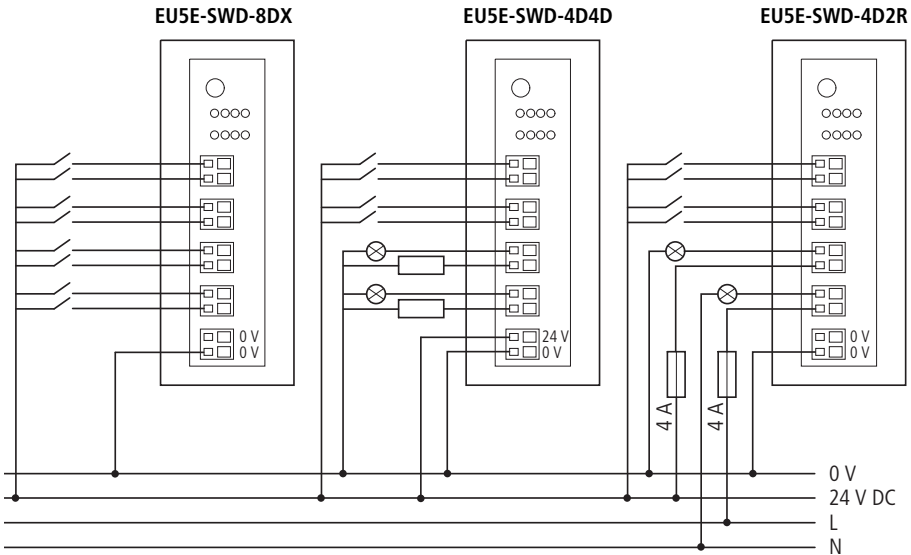 EU5E-SWD-8DX
EU5E-SWD-4D4D
EU5E-SWD-4D2R
0 V
0 V
24 V
0 V
0 V
0 V
4 A
4 A
0 V
24 V DC
L
N